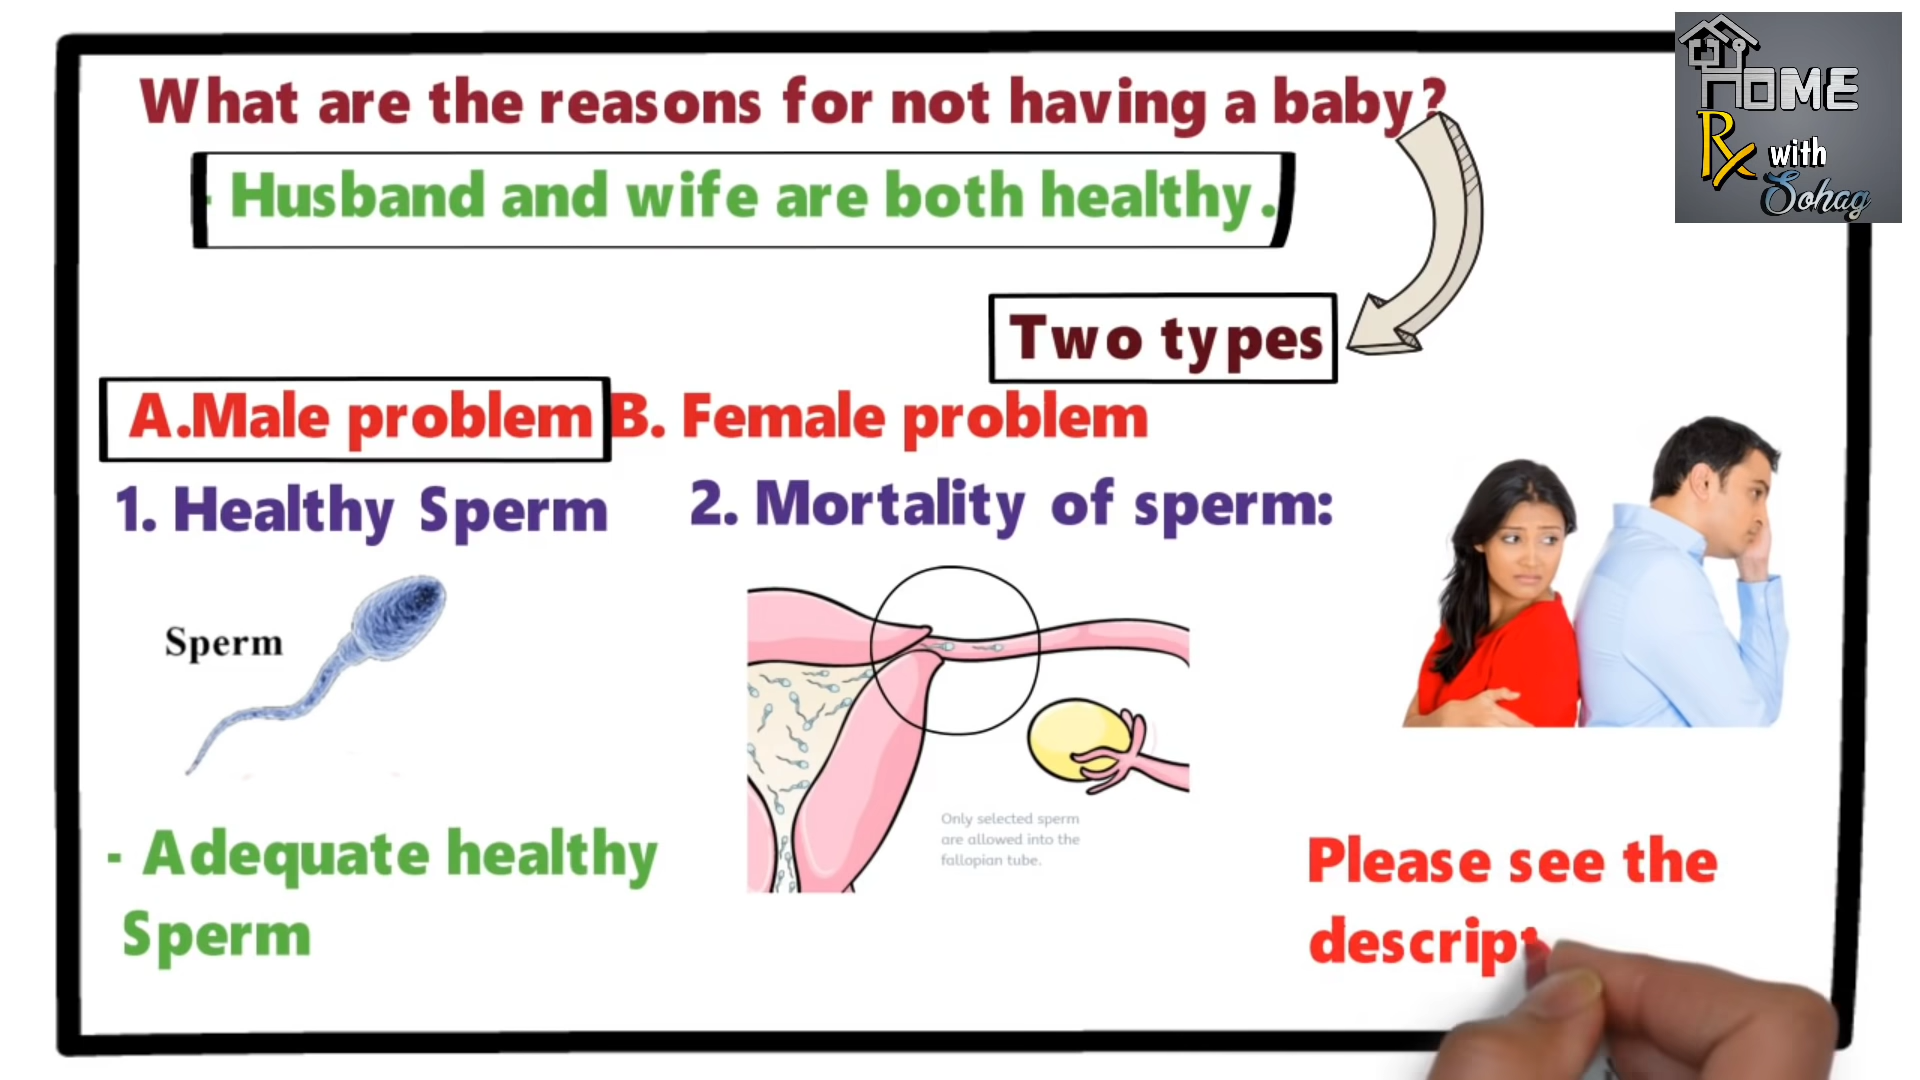 What are the reasons for not having a baby?
- Husband and wife are both healthy.
Two types
A.Male problem B. Female problem
1. Healthy Sperm
2. Mortality of sperm:
Sperm
Only selected sperm
are allowed into the
fallopian tube.
- Adequate healthy
Sperm
Please see the
descript
HOME
Rx with
Sohag